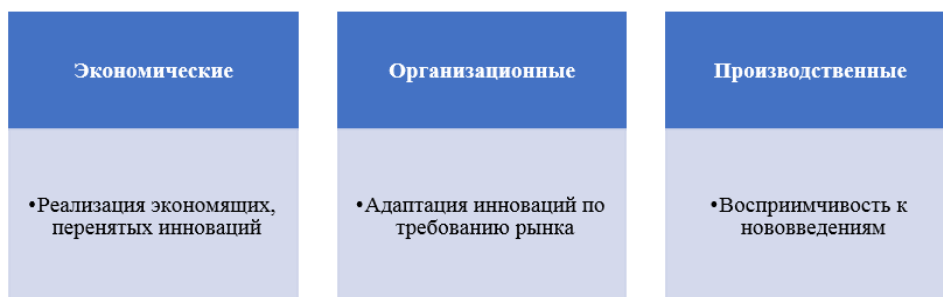 Экономические
•Реализация экономящих,
перенятых инноваций
Организационные
•Адаптация инноваций по
требованию рынка
Производственные
•Восприимчивость к
нововведениям